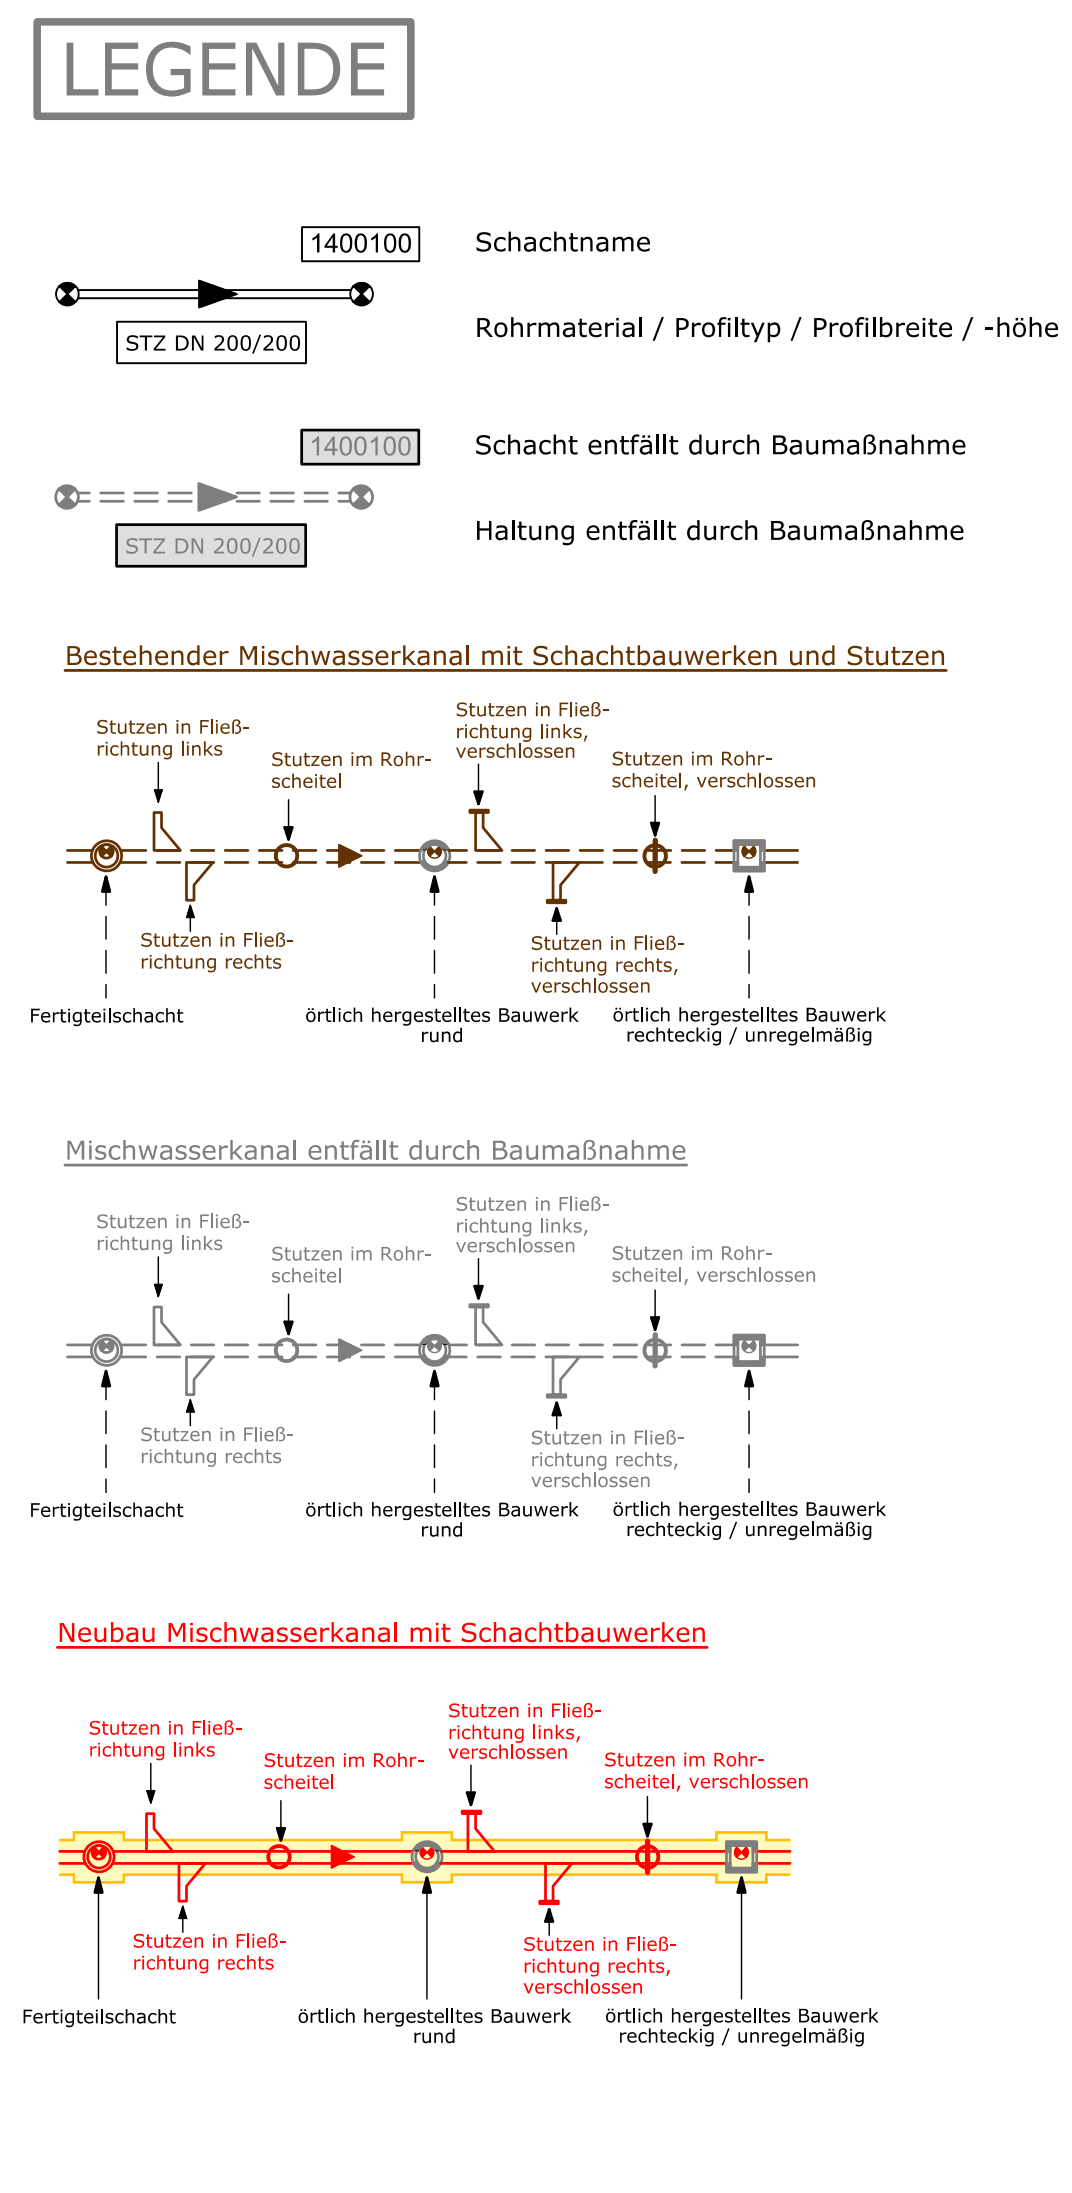 LEGENDE
1400100
Schachtname
STZ DN 200/200
Rohrmaterial / Profiltyp / Profilbreite / -höhe
1400100
Schacht entfällt durch Baumaßnahme
STZ DN 200/200
Haltung entfällt durch Baumaßnahme
Bestehender Mischwasserkanal mit Schachtbauwerken und Stutzen
Stutzen in Fließ-
richtung links
Stutzen im Rohr-
scheitel
Stutzen in Fließ-
richtung links,
verschlossen
Stutzen im Rohr-
scheitel, verschlossen
Stutzen in Fließ-
richtung rechts
Stutzen in Fließ-
richtung rechts,
verschlossen
Fertigteilschacht
örtlich hergestelltes Bauwerk
rund
örtlich hergestelltes Bauwerk
rechteckig / unregelmäßig
Mischwasserkanal entfällt durch Baumaßnahme
Stutzen in Fließ-
richtung links
Stutzen im Rohr-
scheitel
Stutzen in Fließ-
richtung links,
verschlossen
Stutzen im Rohr-
scheitel, verschlossen
Stutzen in Fließ-
richtung rechts
Stutzen in Fließ-
richtung rechts,
verschlossen
Fertigteilschacht
örtlich hergestelltes Bauwerk
rund
örtlich hergestelltes Bauwerk
rechteckig / unregelmäßig
Neubau Mischwasserkanal mit Schachtbauwerken
Stutzen in Fließ-
richtung links
Stutzen im Rohr-
scheitel
Stutzen in Fließ-
richtung links,
verschlossen
Stutzen im Rohr-
scheitel, verschlossen
Stutzen in Fließ-
richtung rechts
Stutzen in Fließ-
richtung rechts,
verschlossen
Fertigteilschacht
örtlich hergestelltes Bauwerk
rund
örtlich hergestelltes Bauwerk
rechteckig / unregelmäßig